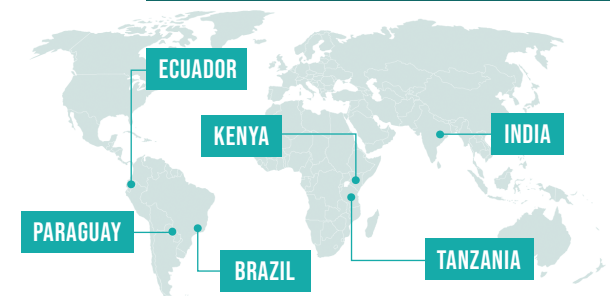 ECUADOR
KENYA
INDIA
PARAGUAY
BRAZIL
TANZANIA